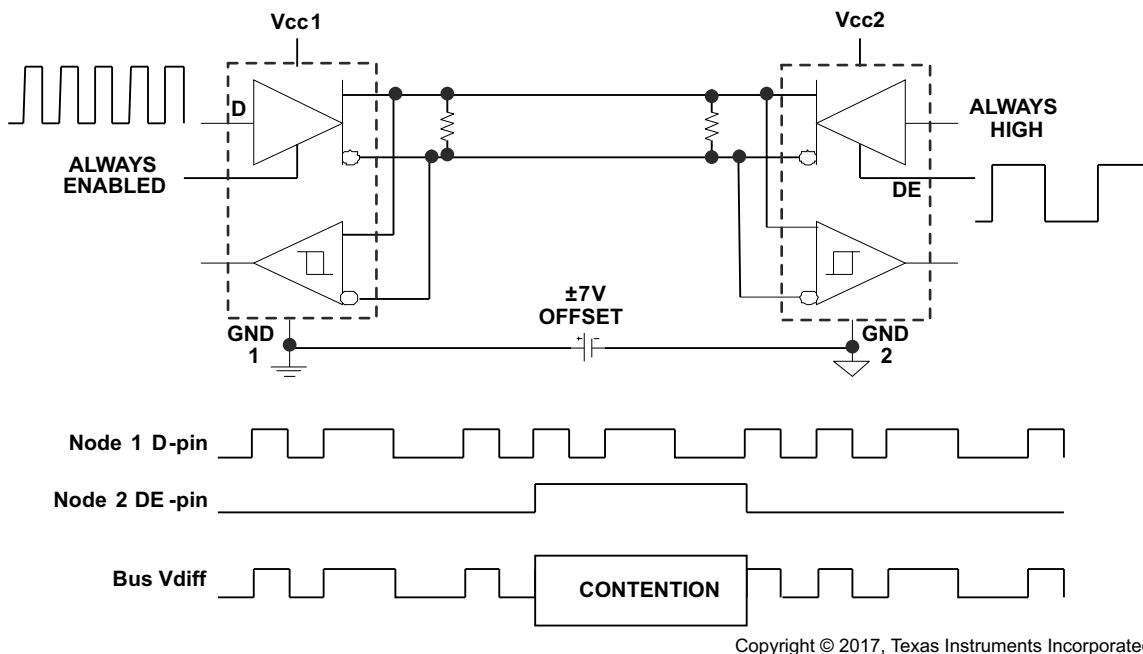 Vcc1
Vcc2
D
ALWAYS
ENABLED
ALWAYS
HIGH
DE
±7V
OFFSET
+
-
GND
1
GND
2
Node 1 D-pin
Node 2 DE-pin
Bus Vdiff
CONTENTION
Copyright © 2017, Texas Instruments Incorporate